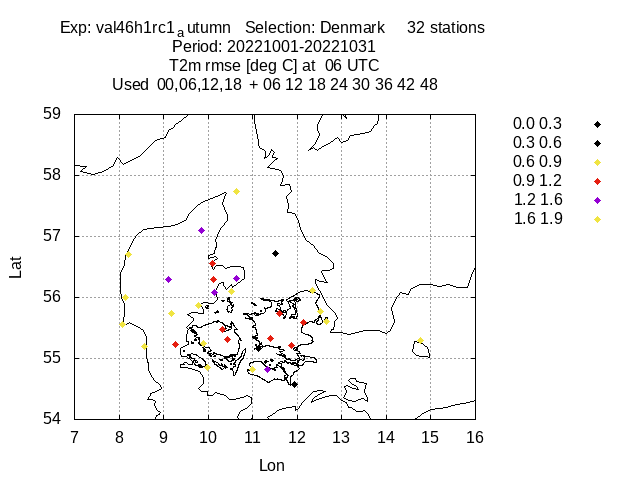 Exp: val46h1rc1_a utumn Selection: Denmark 32 stations
Period: 20221001-20221031
T2m rmse [deg C] at 06 UTC
Used 00,06,12,18 + 06 12 18 24 30 36 42 48
59
58
57
56
55
54
Lat
7 8 9 10 11 12 13 14 15 16
Lon
0.0 0.3
0.3 0.6
0.6 0.9
0.9 1.2
1.2 1.6
1.6 1.9